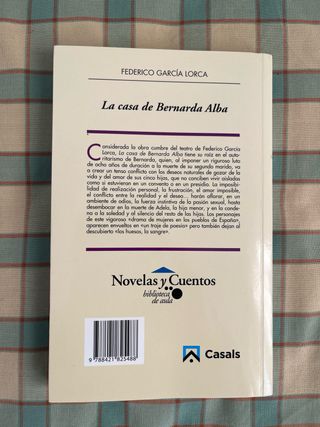 FEDERICO GARCÍA LORCA
La casa de Bernarda Alba
Considerada la obra cumbre del teatro de Federico García
Lorca, La casa de Bernarda Alba tiene su raíz en el auto-
ritarismo de Bernarda, quien, al imponer un riguroso luto
de ocho años de duración a la muerte de su segundo marido, va
a crear un tenso conflicto con los deseos naturales de gozar de la
vida y del amor de sus cinco hijas, que no conciben vivir aisladas
como si estuvieran en un convento o en un presidio. La imposibili-
dad de realización personal, la frustración, el amor imposible,
el conflicto entre la realidad y el deseo... harán aflorar, en un
ambiente de odios, la fuerza instintiva de la pasión sexual, hasta
desembocar en la muerte de Adela, la hija menor, y en la conde-
na a la soledad y al silencio del resto de las hijas. Los personajes
de este vigoroso «drama de mujeres en los pueblos de España»,
aparecen envueltos en «un traje de poesía» pero también dejan al
descubierto «los huesos, la sangre».
Novelas y Cuentos
biblioteca
de aula
9 788421 825488
Casals